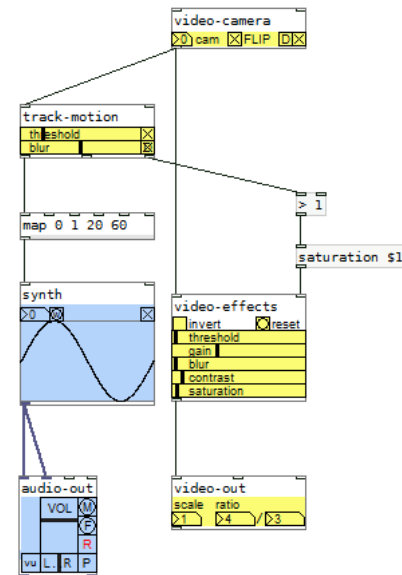 video-camera
0 cam FLIP D
track-motion
threshold
blur
> 1
map 0 1 20 60
saturation $1
synth
0 W
video-effects
invert reset
threshold
gain
blur
contrast
saturation
audio-out
VOL M
F
R
vu L. R P
video-out
scale ratio
1 4 / 3